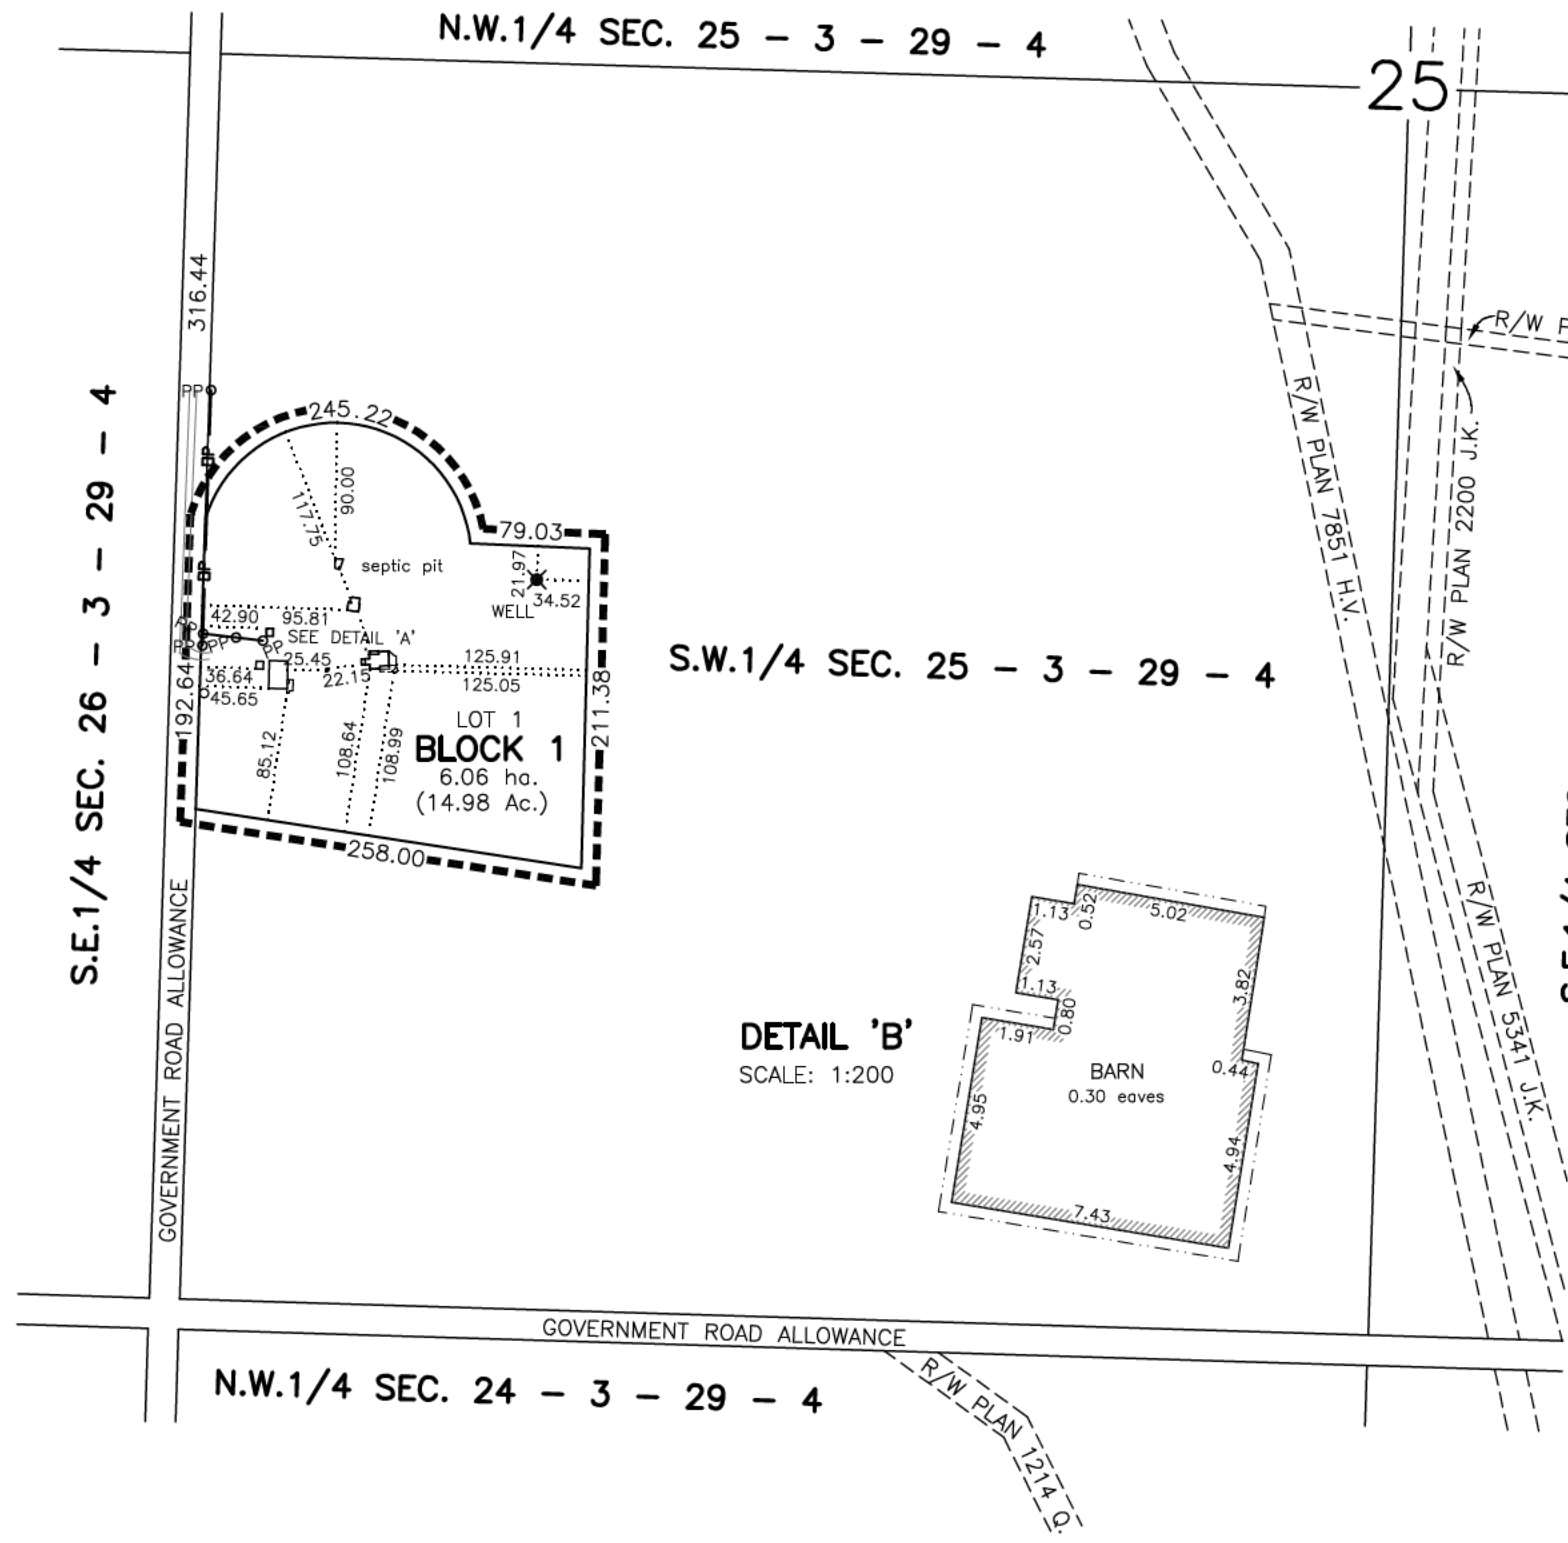 N.W.1/4 SEC. 25 – 3 – 29 – 4
25
316.44
R/W
PP
245.22
R/W PLAN 7851 H.V.
R/W PLAN 2200 J.K.
S.E.1/4 SEC. 26 – 3 – 29 – 4
117.75
90.00
79.03
septic pit
21.97
34.52
WELL
42.90
95.81
PP
PP
PP
PP
SEE DETAIL 'A'
25.45
125.91
36.64
22.15
125.05
45.65
192.64
211.38
S.W.1/4 SEC. 25 – 3 – 29 – 4
LOT 1
BLOCK 1
6.06 ha.
(14.98 Ac.)
85.12
108.64
108.99
258.00
GOVERNMENT ROAD ALLOWANCE
R/W PLAN 5341 J.K.
1.13
0.52
5.02
2.57
1.13
0.80
3.82
1.91
DETAIL 'B'
SCALE: 1:200
BARN
0.30 eaves
0.44
4.95
4.94
7.43
GOVERNMENT ROAD ALLOWANCE
N.W.1/4 SEC. 24 – 3 – 29 – 4
R/W PLAN 1214 Q.